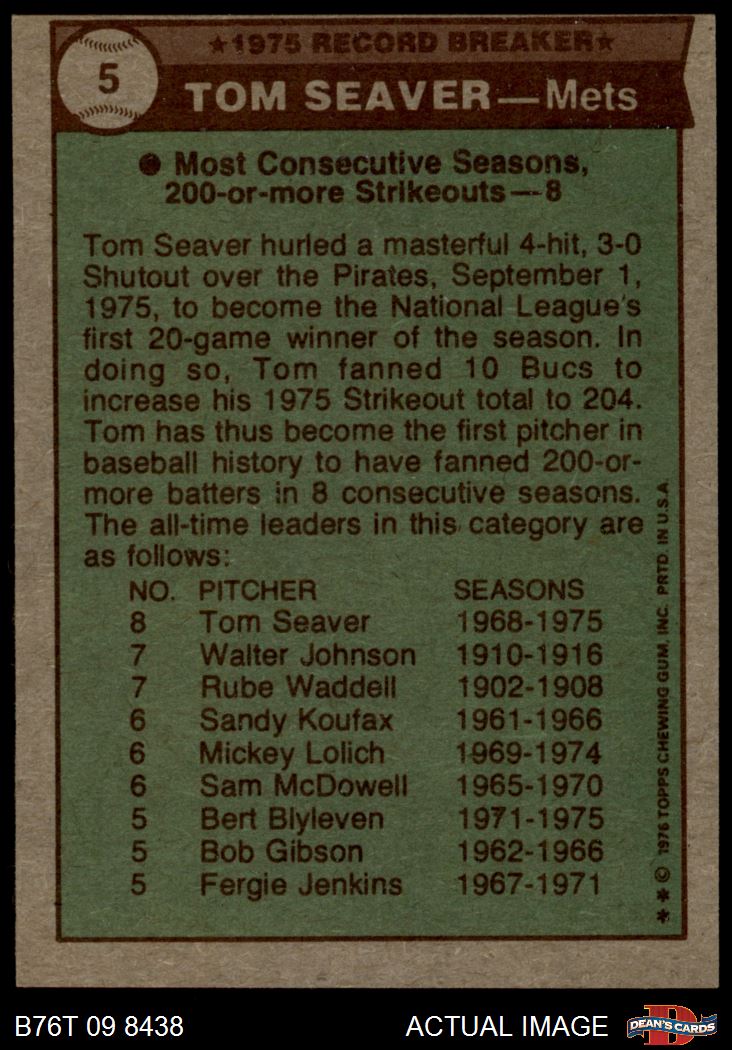 ★1975 RECORD BREAKER★
5
TOM SEAVER—Mets
● Most Consecutive Seasons,
200-or-more Strikeouts—8
Tom Seaver hurled a masterful 4-hit, 3-0
Shutout over the Pirates, September 1,
1975, to become the National League's
first 20-game winner of the season. In
doing so, Tom fanned 10 Bucs to
increase his 1975 Strikeout total to 204.
Tom has thus become the first pitcher in
baseball history to have fanned 200-or-
more batters in 8 consecutive seasons.
The all-time leaders in this category are
as follows:
NO. PITCHER SEASONS
8 Tom Seaver 1968-1975
7 Walter Johnson 1910-1916
7 Rube Waddell 1902-1908
6 Sandy Koufax 1961-1966
6 Mickey Lolich 1969-1974
6 Sam McDowell 1965-1970
5 Bert Blyleven 1971-1975
5 Bob Gibson 1962-1966
5 Fergie Jenkins 1967-1971
** © 1976 TOPPS CHEWING GUM, INC. PRTD. IN U.S.A.
B76T 09 8438
ACTUAL IMAGE
D
DEAN'S CARDS